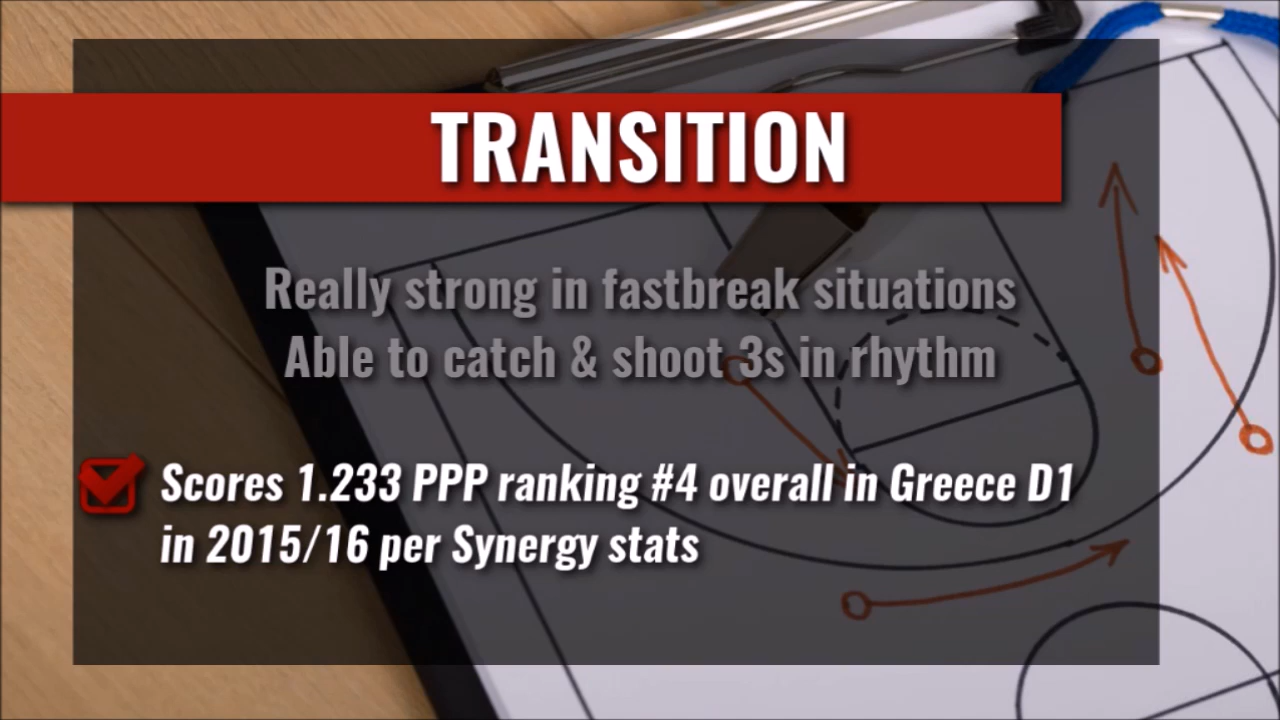 TRANSITION
Really strong in fastbreak situations
Able to catch & shoot 3s in rhythm
Scores 1.233 PPP ranking #4 overall in Greece D1
in 2015/16 per Synergy stats